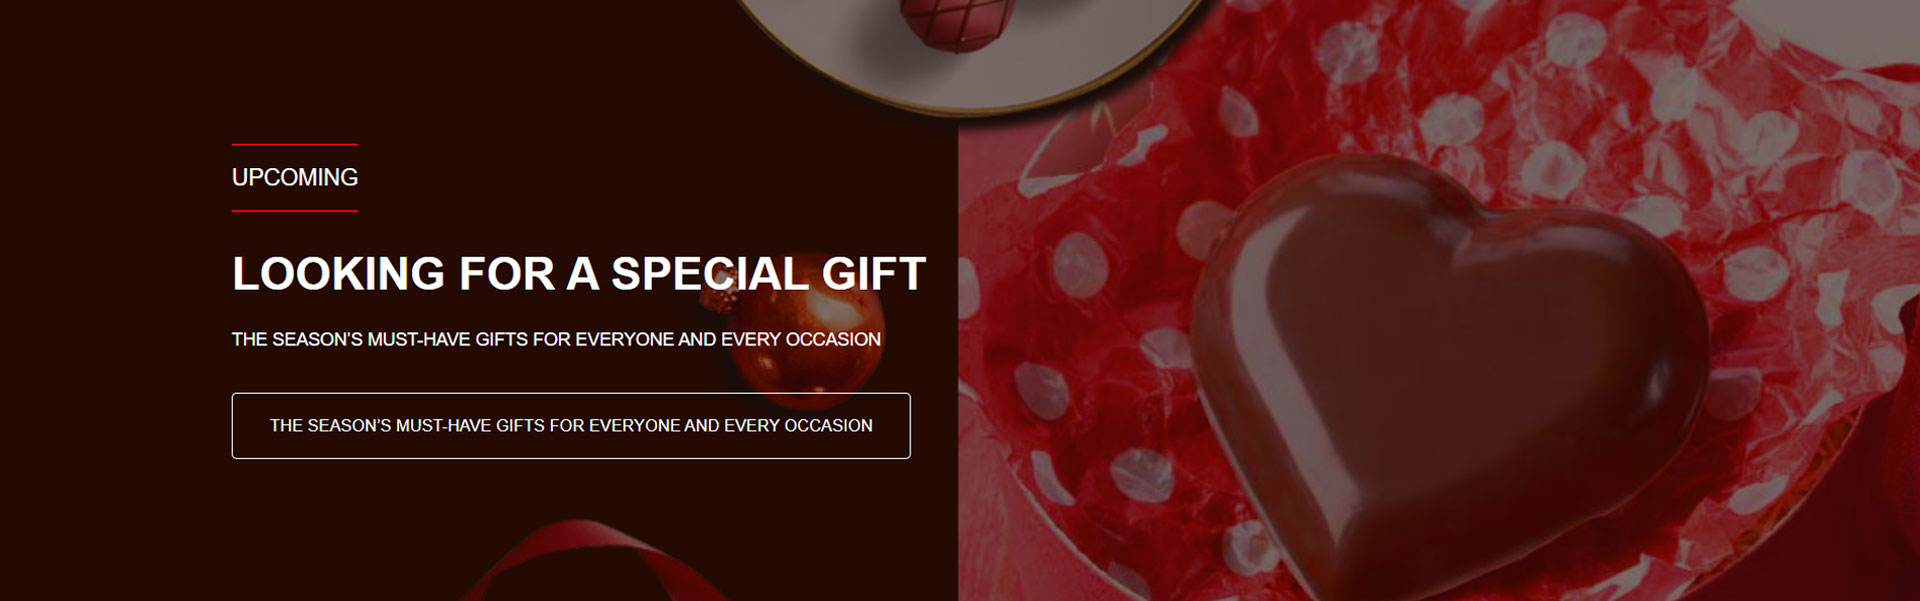 UPCOMING
LOOKING FOR A SPECIAL GIFT
THE SEASON'S MUST-HAVE GIFTS FOR EVERYONE AND EVERY OCCASION
THE SEASON'S MUST-HAVE GIFTS FOR EVERYONE AND EVERY OCCASION